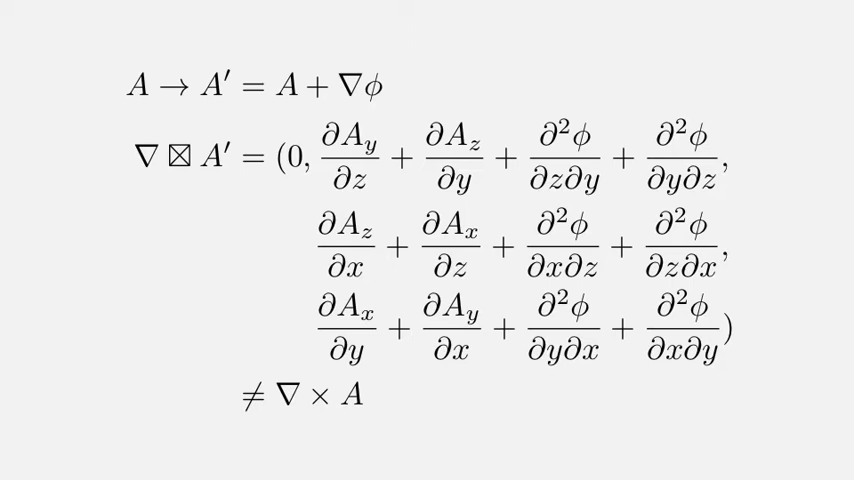 A → A′ = A + ∇ϕ
∇ ⊠ A′ = (0, ∂A_y/∂z + ∂A_z/∂y + ∂²ϕ/∂z∂y + ∂²ϕ/∂y∂z,
∂A_z/∂x + ∂A_x/∂z + ∂²ϕ/∂x∂z + ∂²ϕ/∂z∂x,
∂A_x/∂y + ∂A_y/∂x + ∂²ϕ/∂y∂x + ∂²ϕ/∂x∂y)
≠ ∇ × A